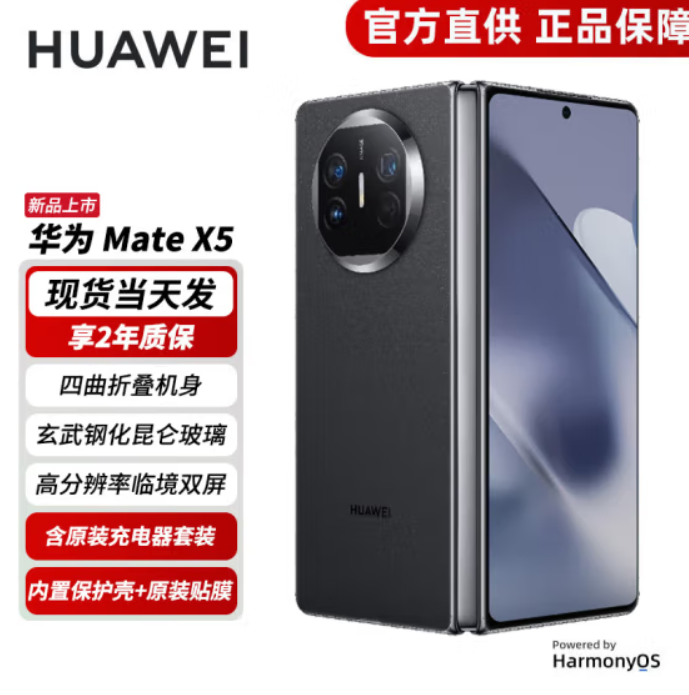 HUAWEI
官方直供 正品保障
新品上市
华为 Mate X5
现货当天发
享2年质保
四曲折叠机身
玄武钢化昆仑玻璃
高分辨率临境双屏
含原装充电器套装
内置保护壳+原装贴膜
HUAWEI
Powered by
HarmonyOS